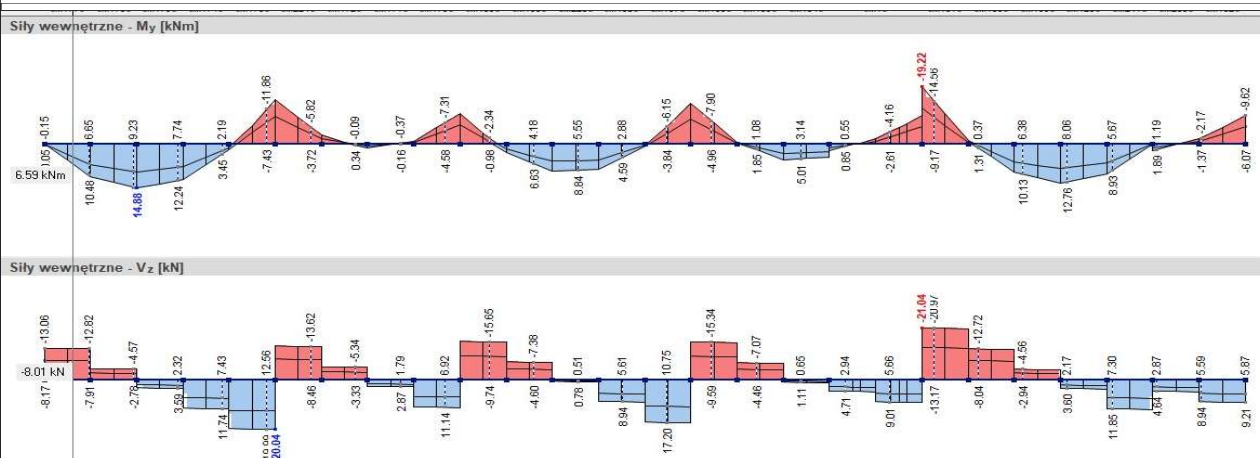 Siły wewnętrzne - My [kNm]
-0.15 6.65 9.23 7.74 2.19 -11.86 -5.82 -0.09 -0.37 -7.31 -2.34 4.18 5.55 2.88 -6.15 -7.90 1.08 3.14 0.55 -4.16 -19.22 -14.56 0.37 6.38 8.06 5.67 1.19 -2.17 -9.62
1.05 10.48 14.88 12.24 3.45 -7.43 -3.72 0.34 -0.16 -4.58 -0.98 6.63 8.84 4.59 -3.84 -4.96 1.85 5.01 0.85 -2.61 -9.17 1.31 10.13 12.76 8.93 1.89 -1.37 -6.07
6.59 kNm
Siły wewnętrzne - Vz [kN]
-13.06 -12.82 -4.57 2.32 7.43 12.56 -13.62 -5.34 1.79 6.92 -15.65 -7.38 0.51 5.61 10.75 -15.34 -7.07 0.65 2.94 5.66 -21.04 -20.97 -12.72 -4.56 2.17 7.30 2.87 5.59 5.87
-8.01 kN
-8.17 -7.91 -2.78 3.59 11.74 20.04 -8.46 -3.33 2.87 11.14 -9.74 -4.60 0.78 8.94 17.20 -9.59 -4.46 1.11 4.71 9.01 -13.17 -8.04 -2.94 3.60 11.85 4.64 8.94 9.21